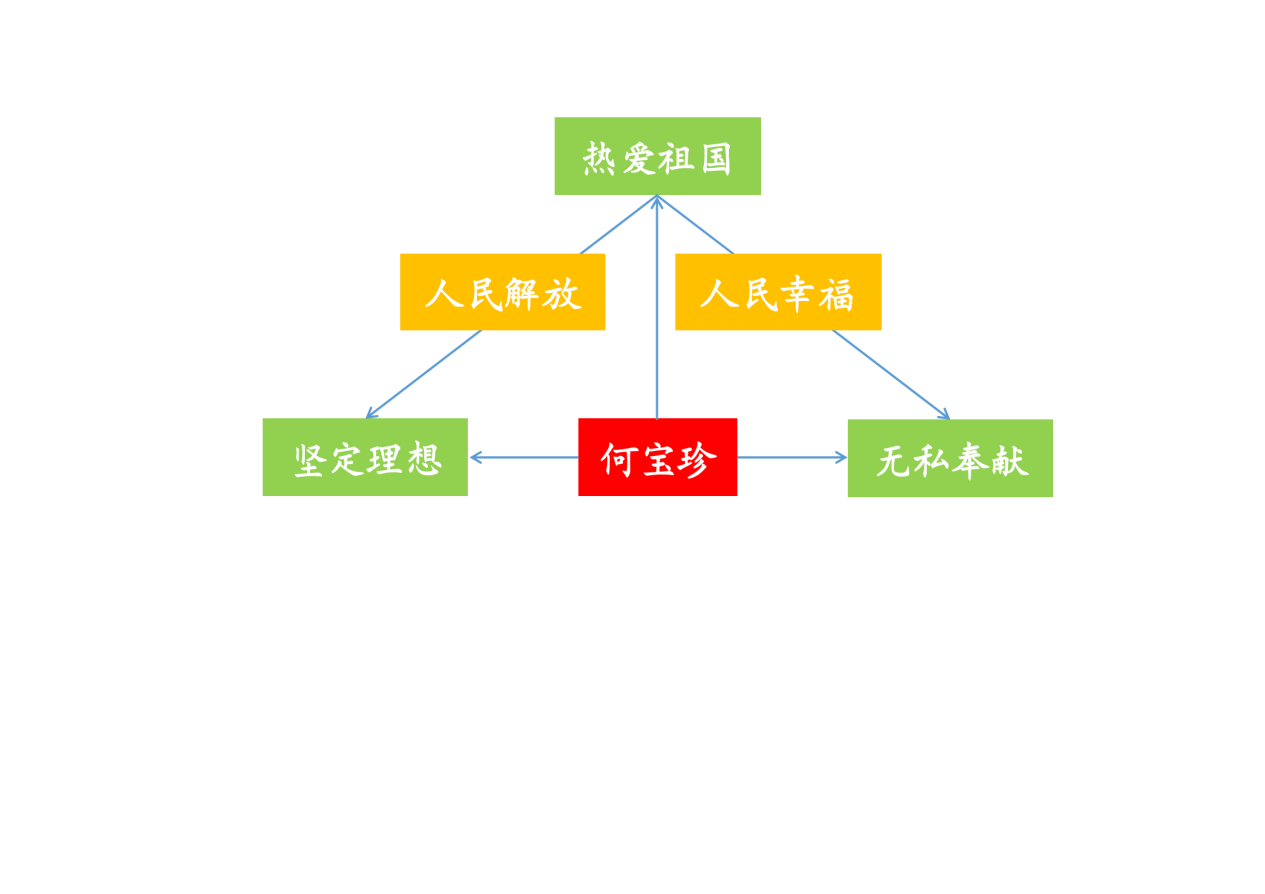 热爱祖国
人民解放
人民幸福
坚定理想
何宝珍
无私奉献